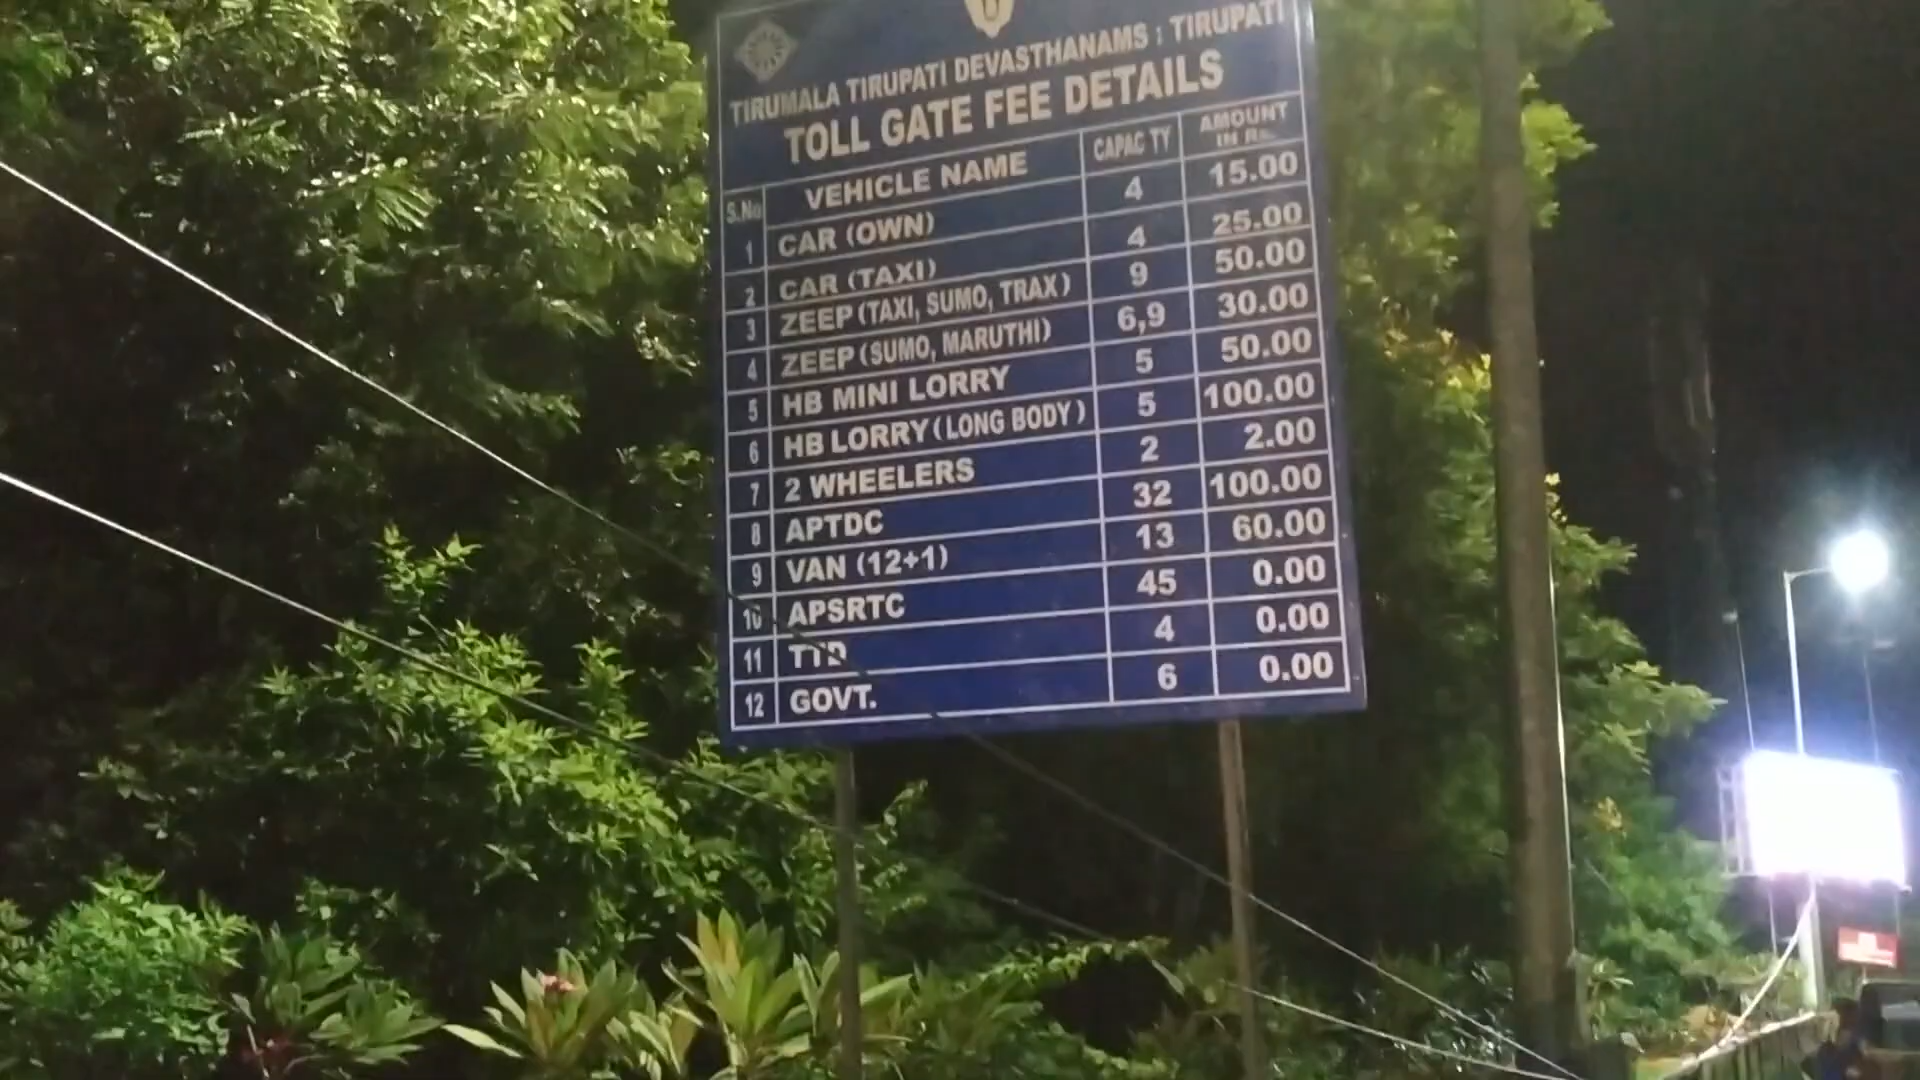 TIRUMALA TIRUPATI DEVASTHANAMS : TIRUPATI
TOLL GATE FEE DETAILS
S.No VEHICLE NAME CAPAC TY AMOUNT IN Rs.
1 CAR (OWN) 4 15.00
2 CAR (TAXI) 4 25.00
3 ZEEP (TAXI, SUMO, TRAX) 9 50.00
4 ZEEP (SUMO, MARUTHI) 6,9 30.00
5 HB MINI LORRY 5 50.00
6 HB LORRY (LONG BODY) 5 100.00
7 2 WHEELERS 2 2.00
8 APTDC 32 100.00
9 VAN (12+1) 13 60.00
10 APSRTC 45 0.00
11 TTD 4 0.00
12 GOVT. 6 0.00